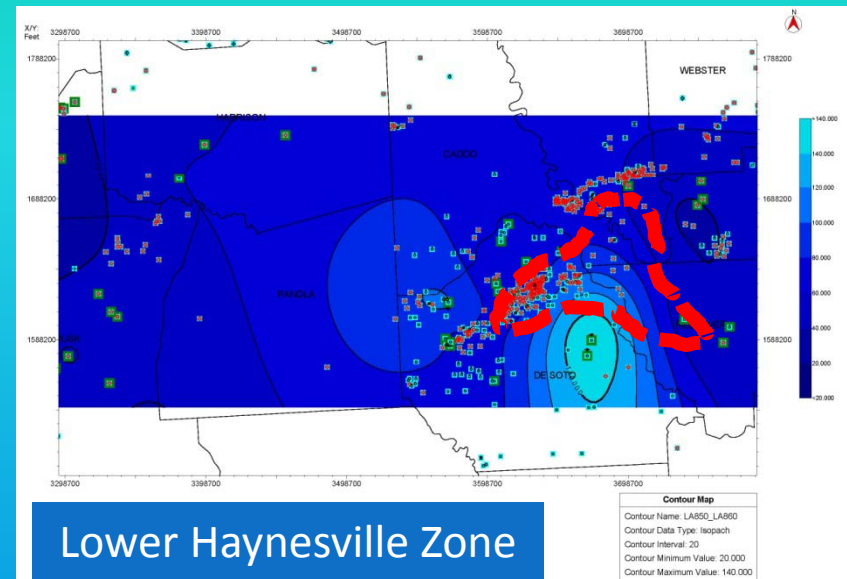 N
X/Y:
Feet
3298700 3398700 3498700 3598700 3698700
1788200 1788200
WEBSTER
HARRISON
>140.000
CADDO
140.000
120.000
1688200 1688200
100.000
80.000
PANOLA
60.000
40.000
1588200 1588200
20.000
DE SOTO
<20.000
3298700 3398700 3498700 3598700 3698700
Lower Haynesville Zone
Contour Map
Contour Name: LA850_LA860
Contour Data Type: Isopach
Contour Interval: 20
Contour Minimum Value: 20.000
Contour Maximum Value: 140.000